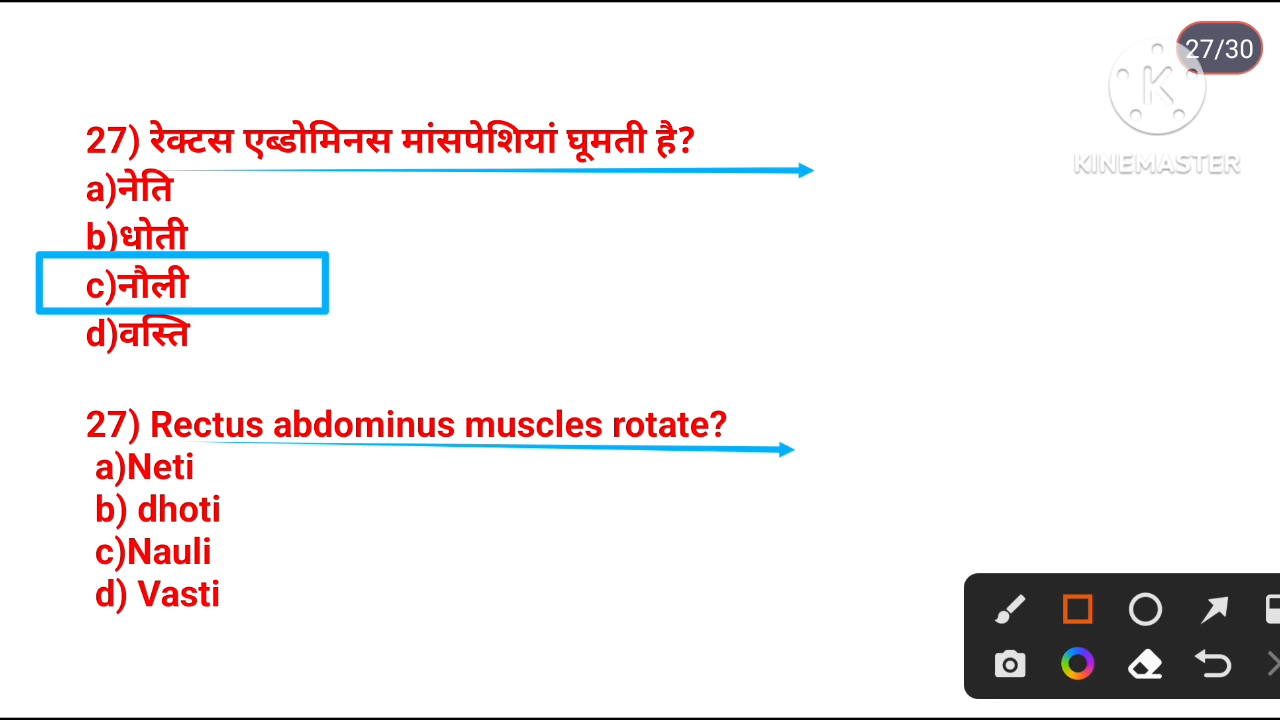 27/30
KINEMASTER
27) रेक्टस एब्डोमिनस मांसपेशियां घूमती है?
a)नेति
b)धोती
c)नौली
d)वस्ति
27) Rectus abdominus muscles rotate?
a)Neti
b) dhoti
c)Nauli
d) Vasti